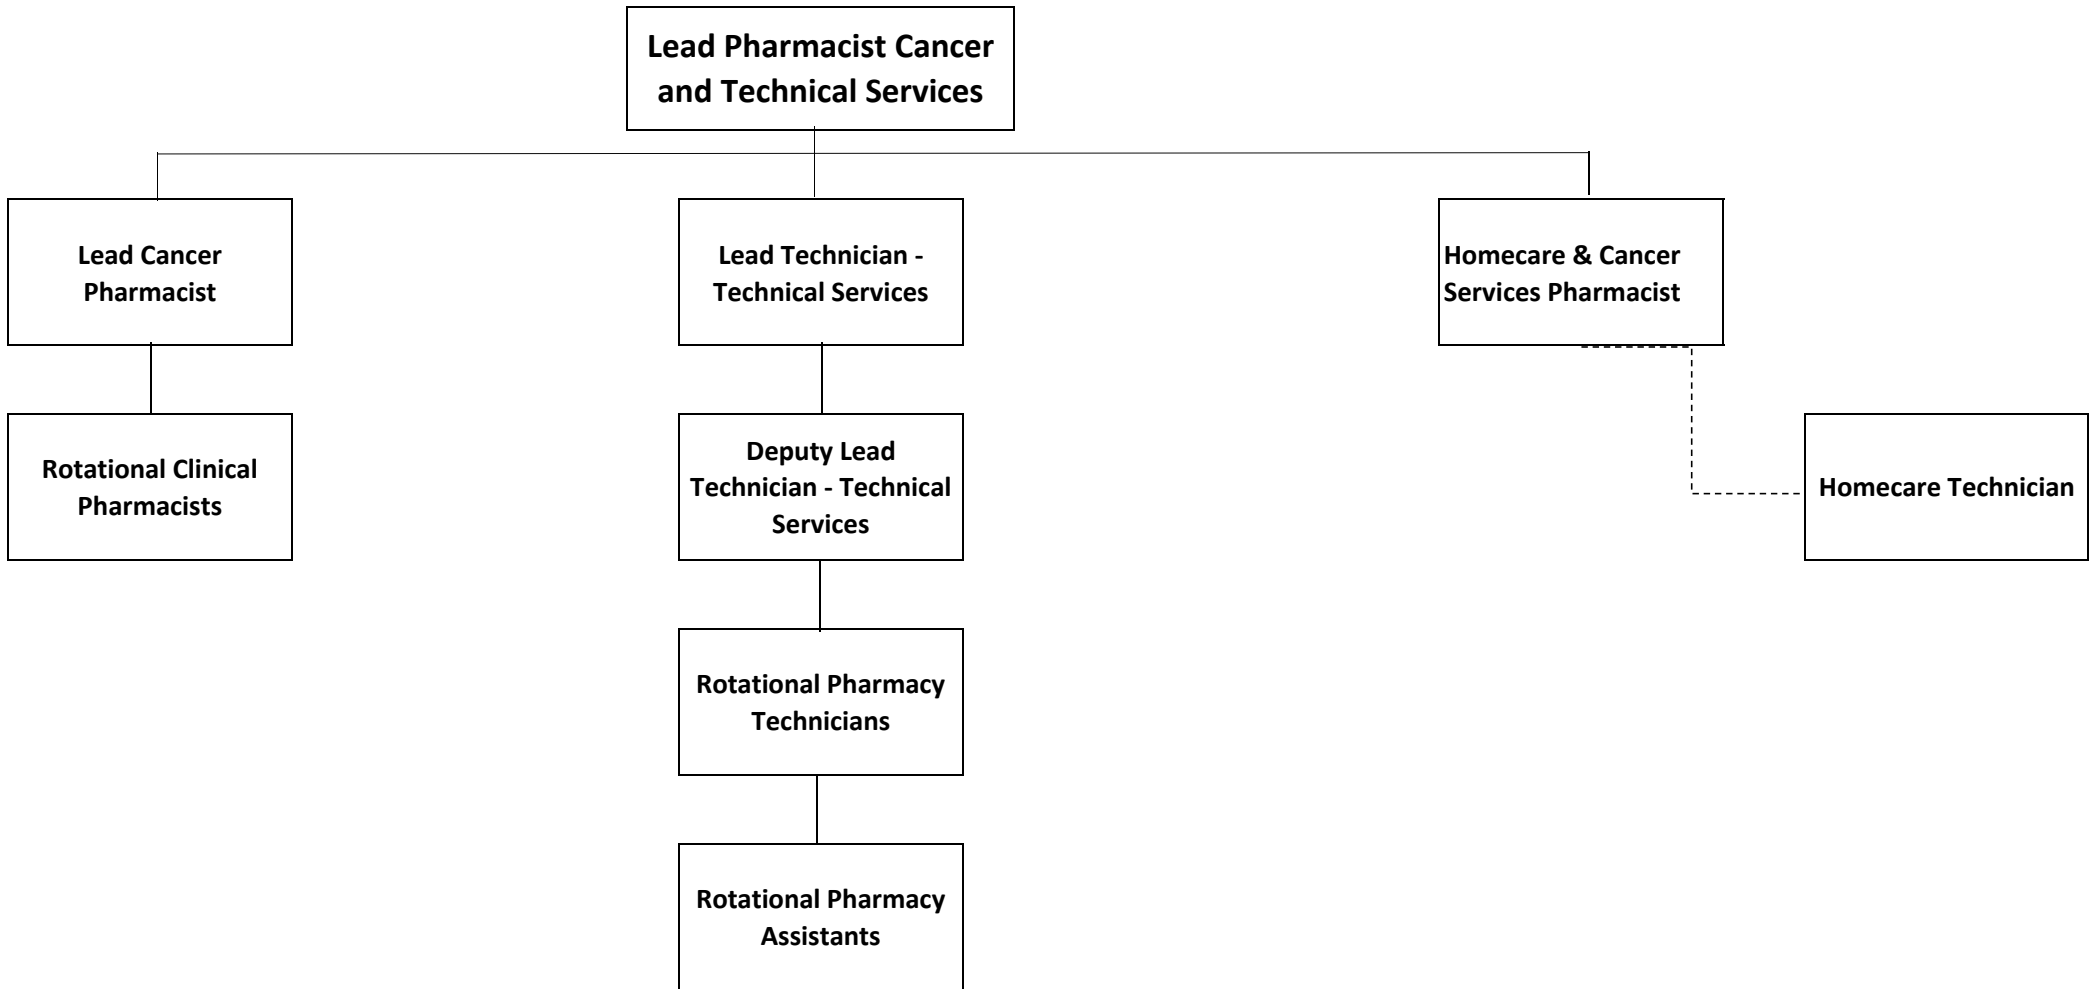 Lead Pharmacist Cancer
and Technical Services
Lead Cancer
Pharmacist
Lead Technician -
Technical Services
Homecare & Cancer
Services Pharmacist
Rotational Clinical
Pharmacists
Deputy Lead
Technician - Technical
Services
Homecare Technician
Rotational Pharmacy
Technicians
Rotational Pharmacy
Assistants